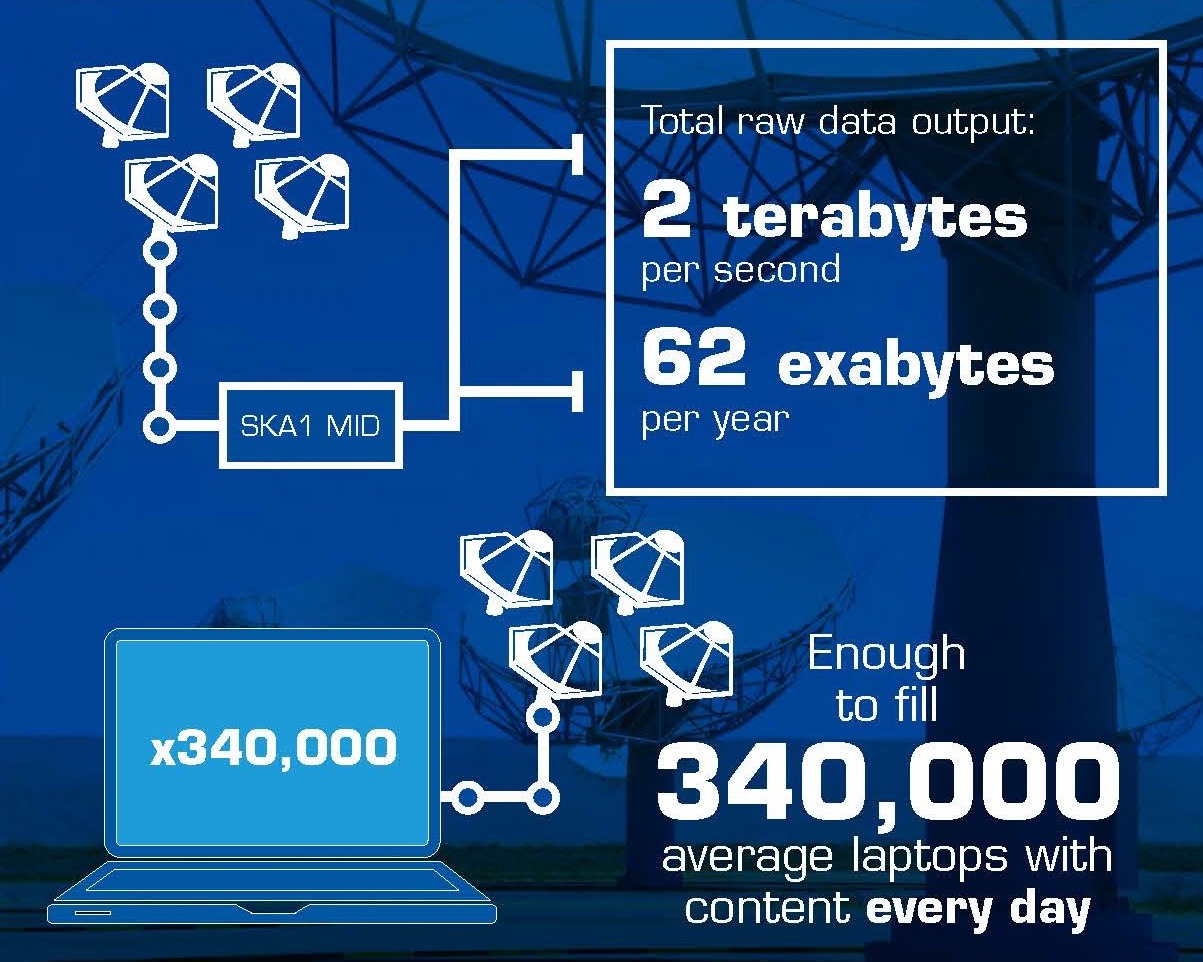 Total raw data output:
2 terabytes
per second
62 exabytes
per year
SKA1 MID
x340,000
Enough
to fill
340,000
average laptops with
content every day